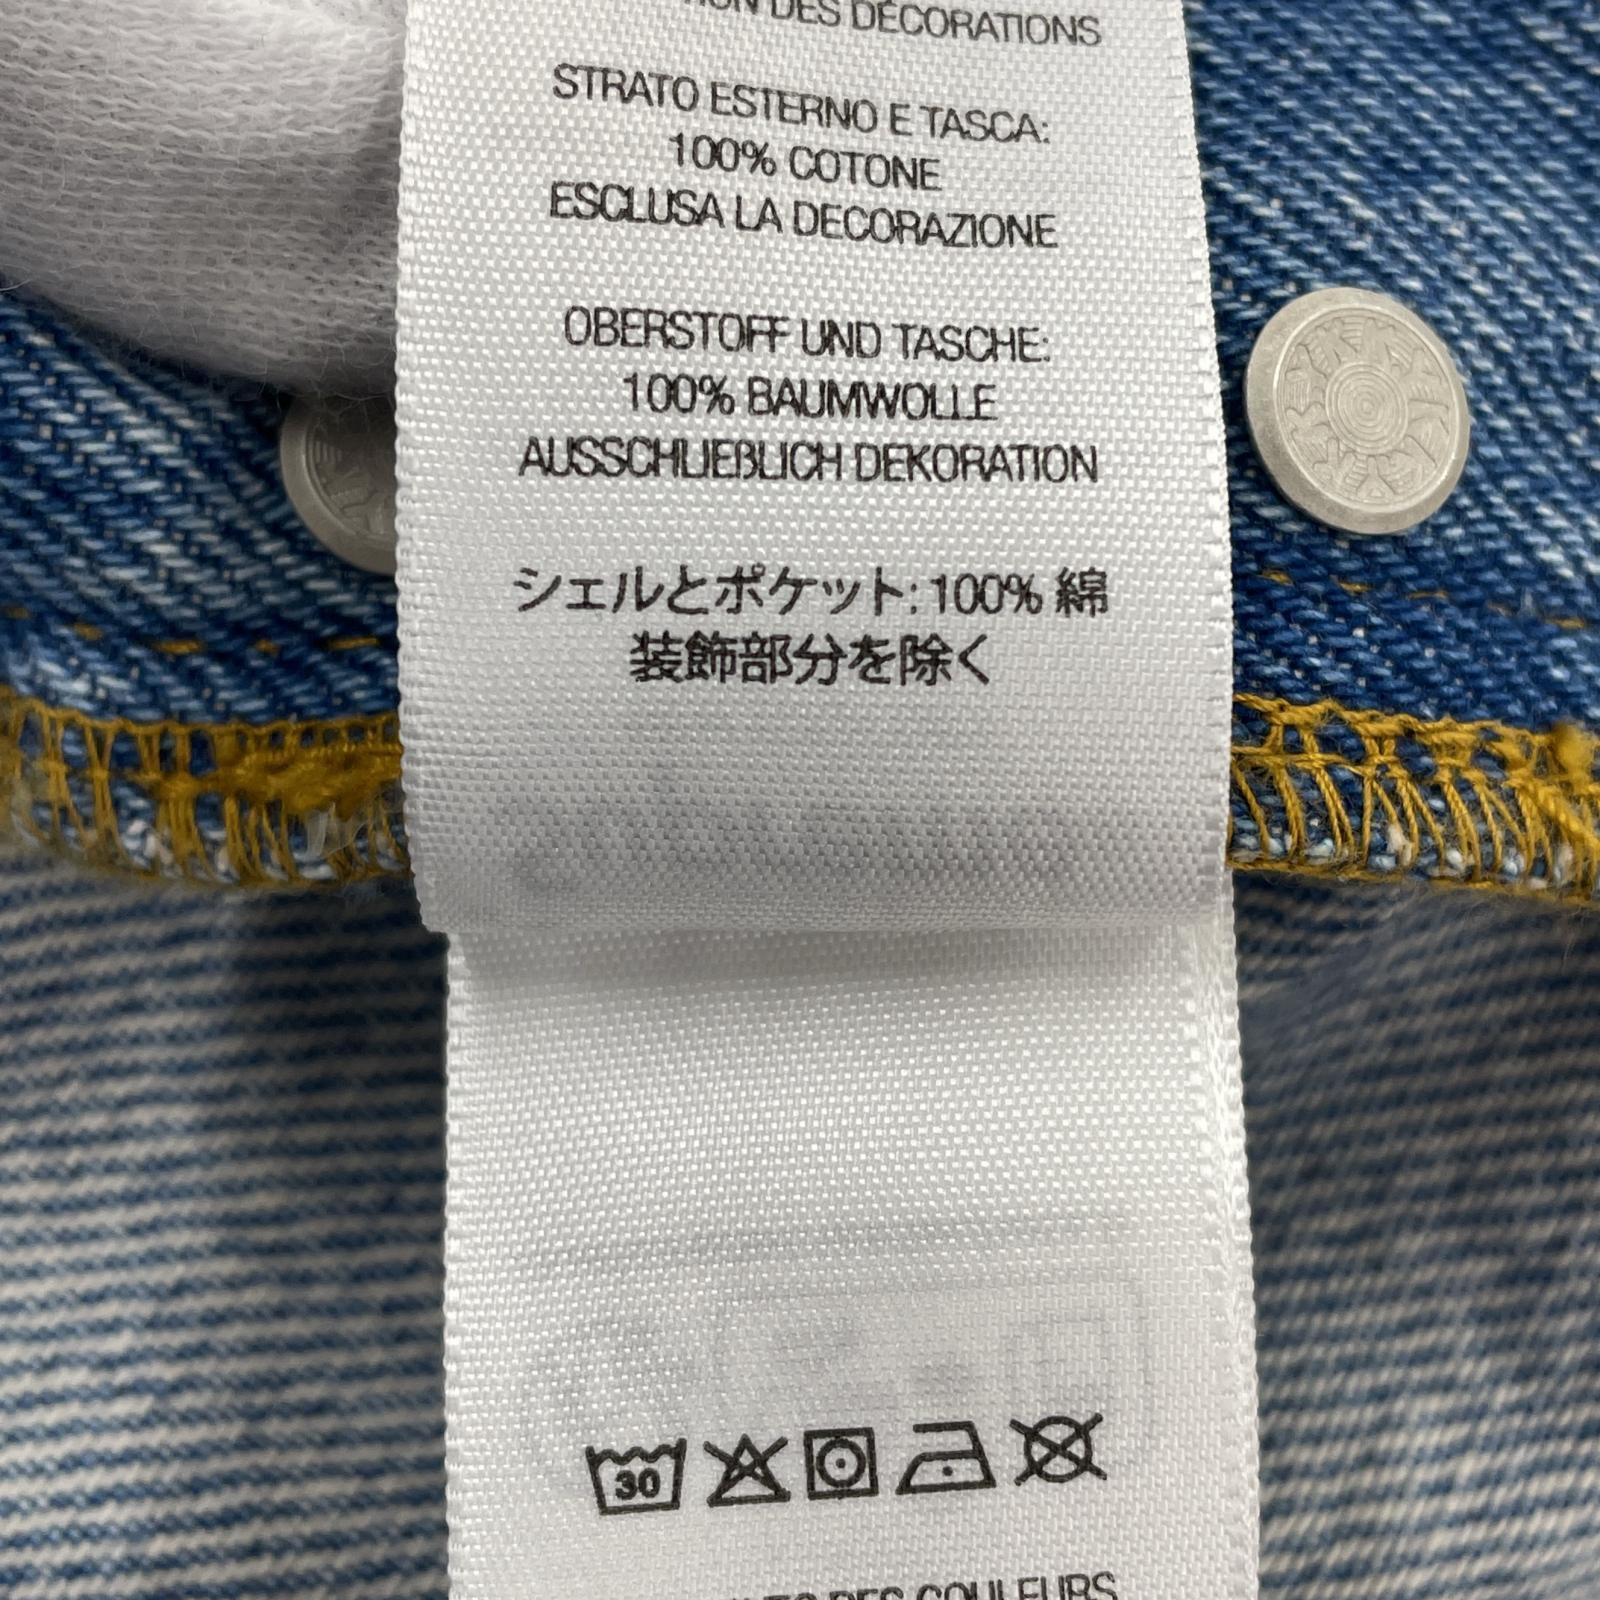 DES DÉCORATIONS
STRATO ESTERNO E TASCA:
100% COTONE
ESCLUSA LA DECORAZIONE
OBERSTOFF UND TASCHE:
100% BAUMWOLLE
AUSSCHLIEßLICH DEKORATION
シェルとポケット: 100% 綿
装飾部分を除く
30
DES COULEURS